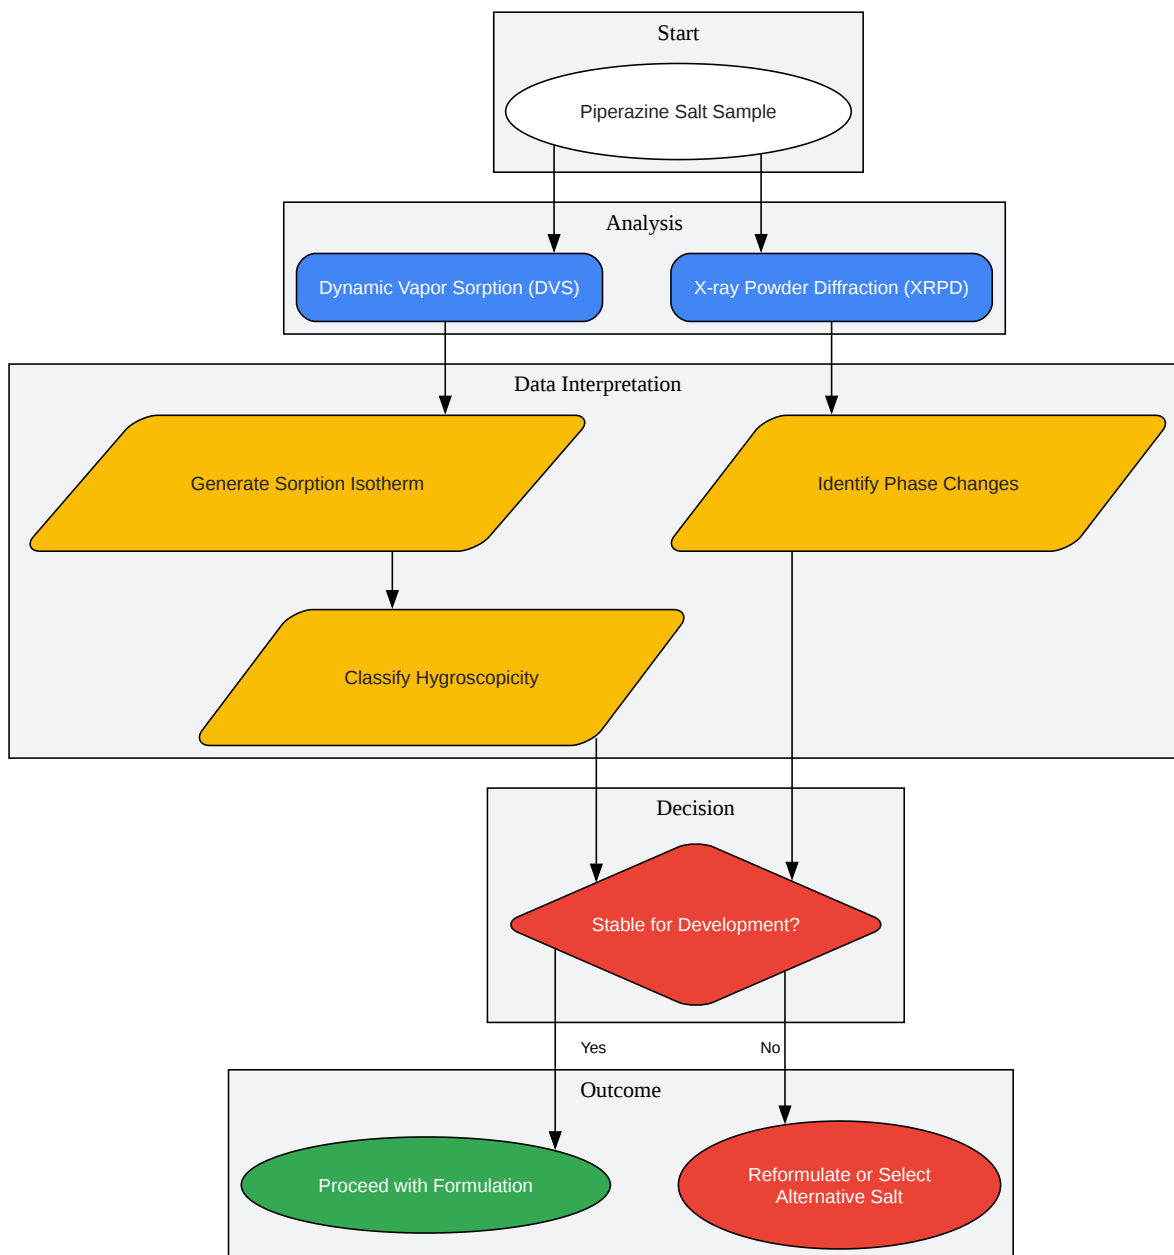 Start
Piperazine Salt Sample
Analysis
Dynamic Vapor Sorption (DVS)
X-ray Powder Diffraction (XRPD)
Data Interpretation
Generate Sorption Isotherm
Identify Phase Changes
Classify Hygroscopicity
Decision
Stable for Development?
Yes
No
Outcome
Proceed with Formulation
Reformulate or Select
Alternative Salt